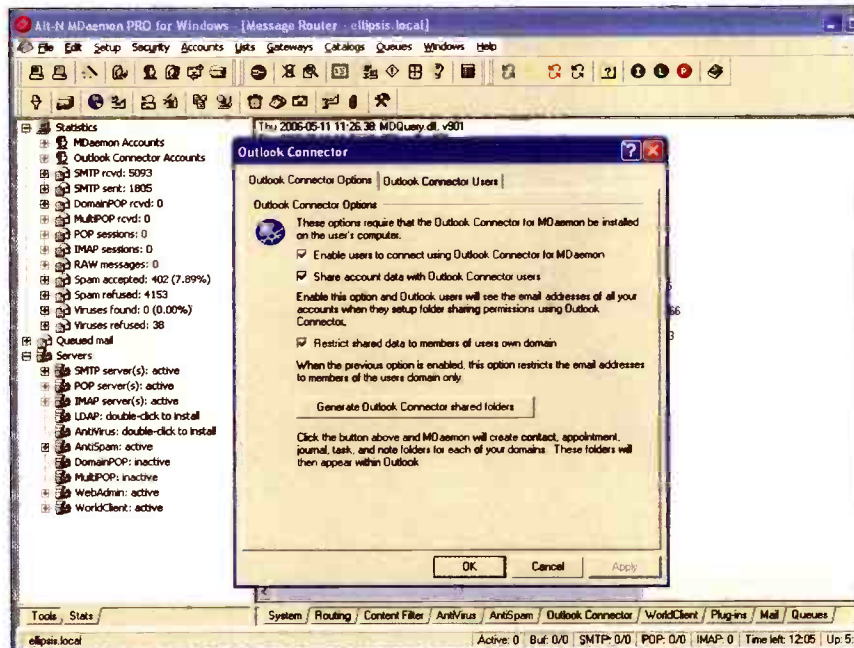 Alt-N MDaemon PRO for Windows - [Message Router - ellipsis.local]
File Edit Setup Security Accounts Lists Gateways Catalogs Queues Windows Help
Statistics
MDaemon Accounts
Outlook Connector Accounts
SMTP rcvd: 5093
SMTP sent: 1805
DomainPOP rcvd: 0
MultiPOP rcvd: 0
POP sessions: 0
IMAP sessions: 0
RAW messages: 0
Spam accepted: 402 (7.89%)
Spam refused: 4153
Viruses found: 0 (0.00%)
Viruses refused: 38
Queued mail
Servers
SMTP server(s): active
POP server(s): active
IMAP server(s): active
LDAP: double-click to install
AntiVirus: double-click to install
AntiSpam: active
DomainPOP: inactive
MultiPOP: inactive
WebAdmin: active
WorldClient: active
Tools Stats
Thu 2006-05-11 11:26:38: MDQuery.dll, v901
Outlook Connector
Outlook Connector Options Outlook Connector Users
Outlook Connector Options
These options require that the Outlook Connector for MDaemon be installed
on the user's computer.
Enable users to connect using Outlook Connector for MDaemon
Share account data with Outlook Connector users
Enable this option and Outlook users will see the email addresses of all your
accounts when they setup folder sharing permissions using Outlook
Connector.
Restrict shared data to members of users own domain
When the previous option is enabled, this option restricts the email addresses
to members of the users domain only.
Generate Outlook Connector shared folders
Click the button above and MDaemon will create contact, appointment,
journal, task, and note folders for each of your domains. These folders will
then appear within Outlook
OK Cancel Apply
66
3
System Routing Content Filter AntiVirus AntiSpam Outlook Connector WorldClient Plug-ins Mail Queues
ellipsis.local
Active: 0 Buf: 0/0 SMTP: 0/0 POP: 0/0 IMAP: 0 Time left: 12:05 Up: 5: